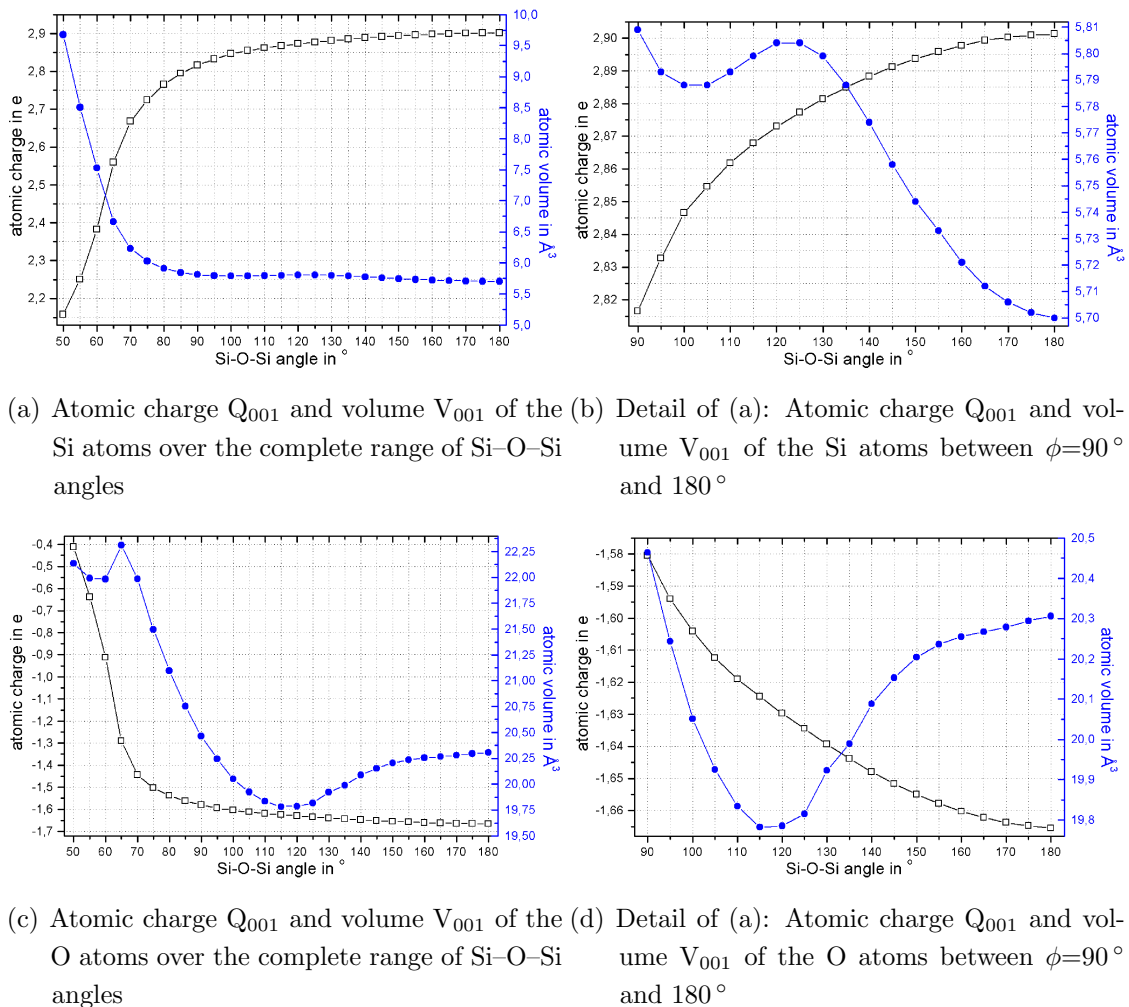 2,9
2,8
2,7
2,6
2,5
2,4
2,3
2,2
atomic charge in e
10,0
9,5
9,0
8,5
8,0
7,5
7,0
6,5
6,0
5,5
5,0
atomic volume in Å³
50 60 70 80 90 100 110 120 130 140 150 160 170 180
Si-O-Si angle in °
2,90
2,89
2,88
2,87
2,86
2,85
2,84
2,83
2,82
atomic charge in e
5,81
5,80
5,79
5,78
5,77
5,76
5,75
5,74
5,73
5,72
5,71
5,70
atomic volume in Å³
90 100 110 120 130 140 150 160 170 180
Si-O-Si angle in °
(a) Atomic charge Q₀₀₁ and volume V₀₀₁ of the
Si atoms over the complete range of Si–O–Si
angles
(b) Detail of (a): Atomic charge Q₀₀₁ and vol-
ume V₀₀₁ of the Si atoms between ϕ=90°
and 180°
-0,4
-0,5
-0,6
-0,7
-0,8
-0,9
-1,0
-1,1
-1,2
-1,3
-1,4
-1,5
-1,6
-1,7
atomic charge in e
22,25
22,00
21,75
21,50
21,25
21,00
20,75
20,50
20,25
20,00
19,75
19,50
atomic volume in Å³
50 60 70 80 90 100 110 120 130 140 150 160 170 180
Si-O-Si angle in °
-1,58
-1,59
-1,60
-1,61
-1,62
-1,63
-1,64
-1,65
-1,66
atomic charge in e
20,5
20,4
20,3
20,2
20,1
20,0
19,9
19,8
atomic volume in Å³
90 100 110 120 130 140 150 160 170 180
Si-O-Si angle in °
(c) Atomic charge Q₀₀₁ and volume V₀₀₁ of the
O atoms over the complete range of Si–O–Si
angles
(d) Detail of (a): Atomic charge Q₀₀₁ and vol-
ume V₀₀₁ of the O atoms between ϕ=90°
and 180°